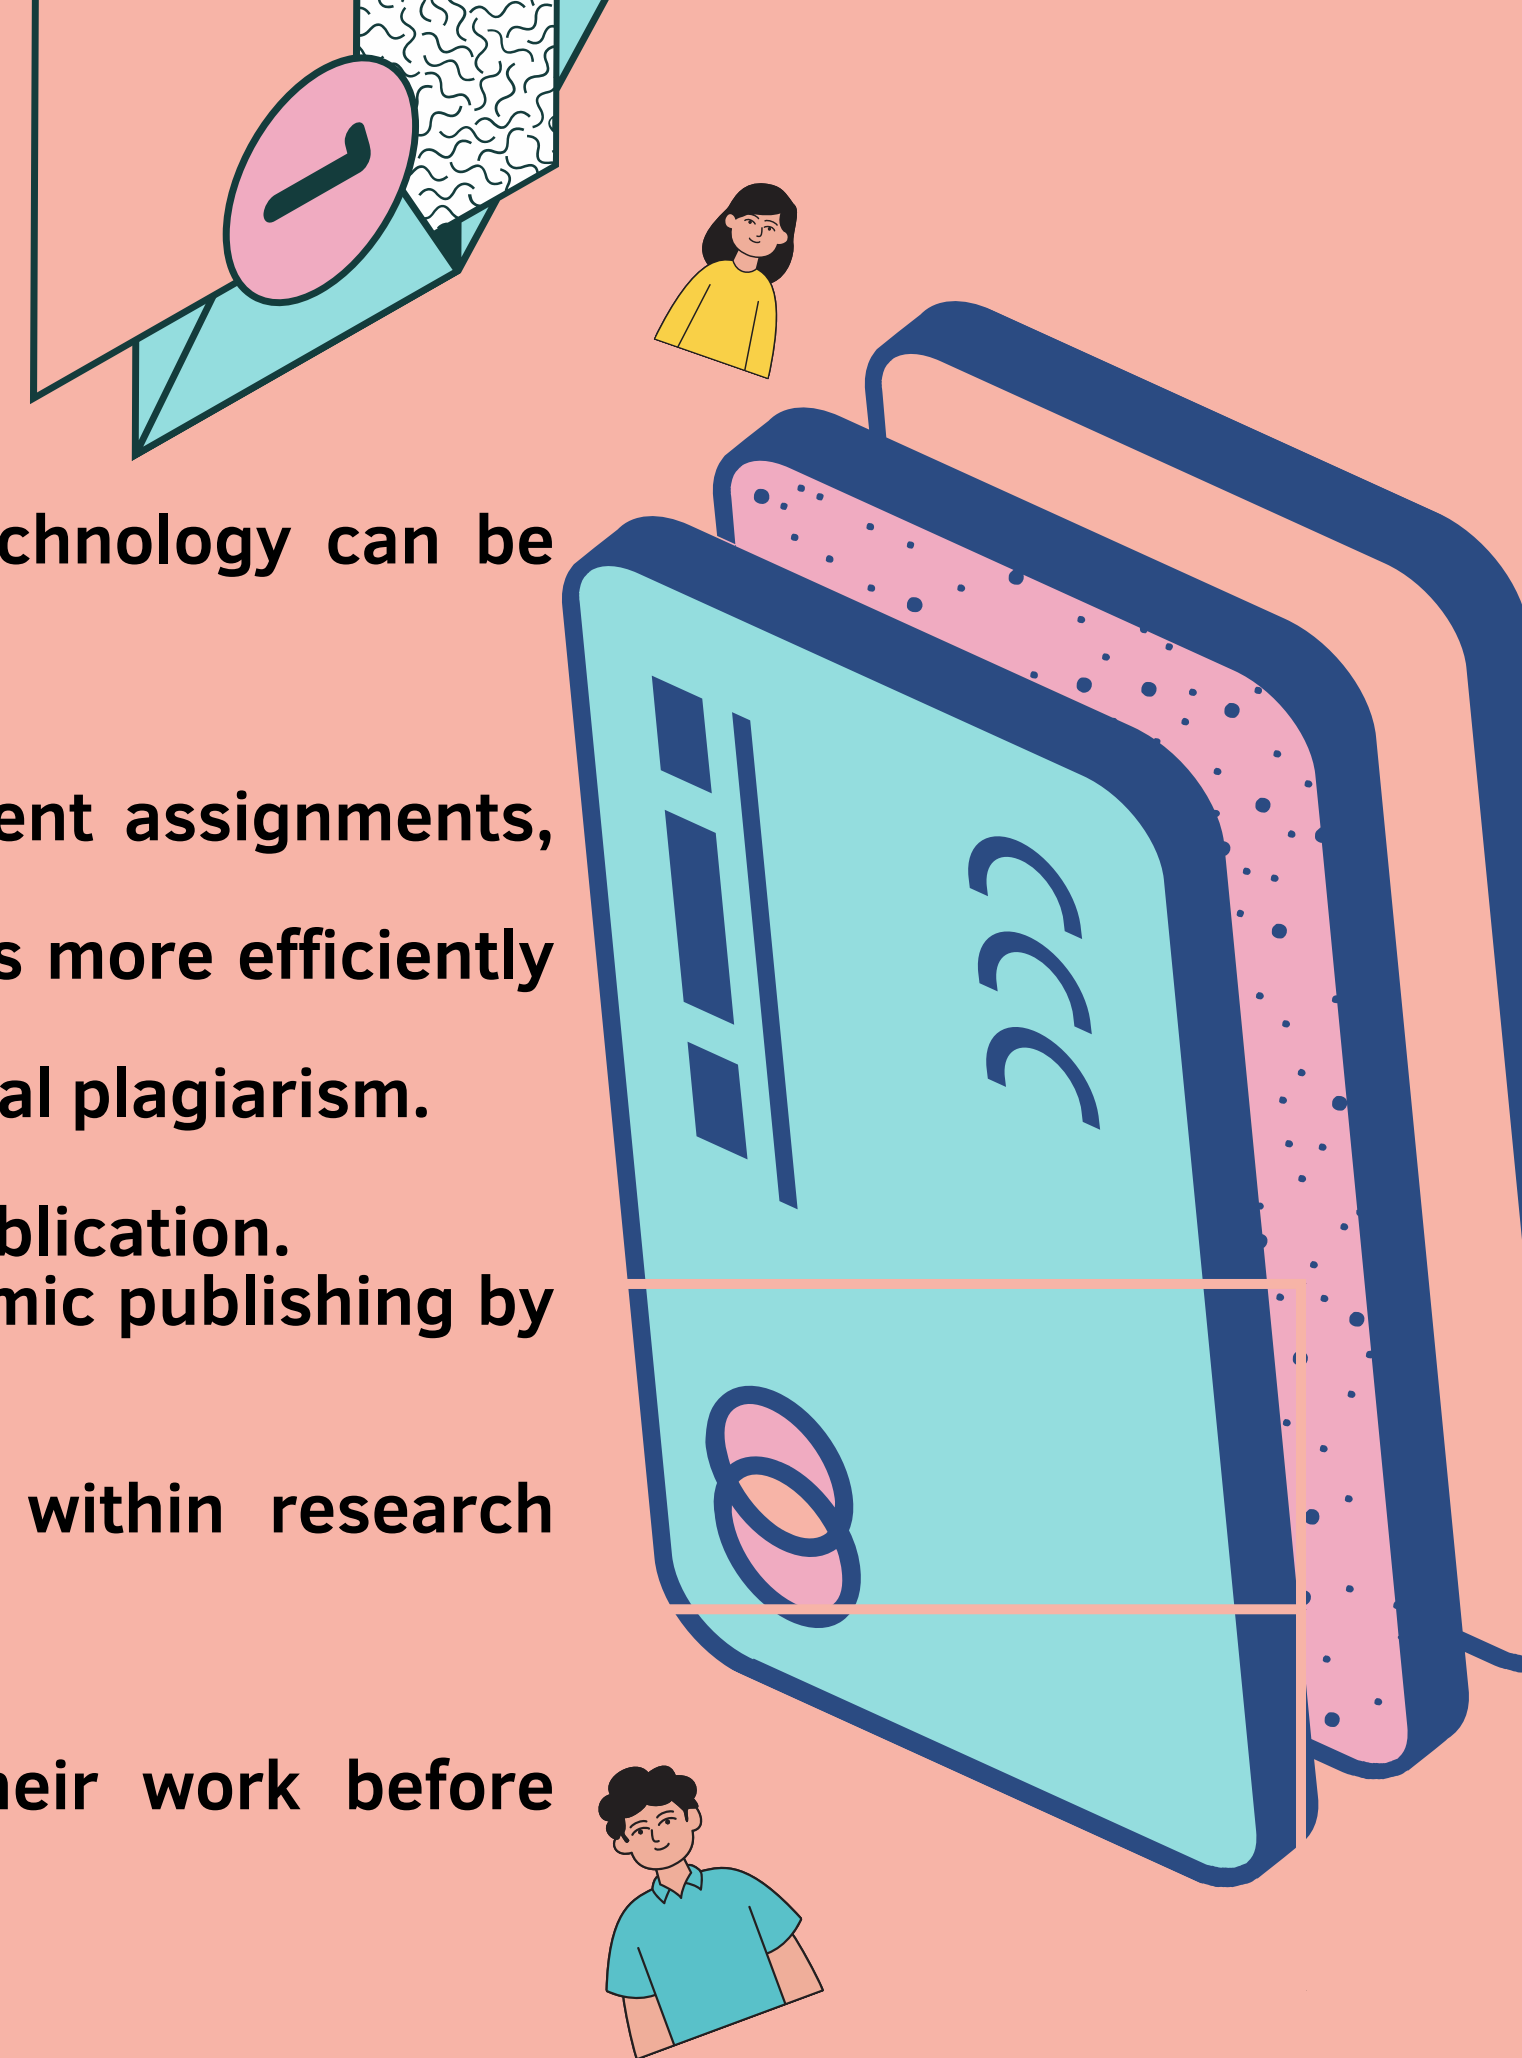 chnology can be
ent assignments,
s more efficiently
al plagiarism.
blication.
mic publishing by
within research
heir work before